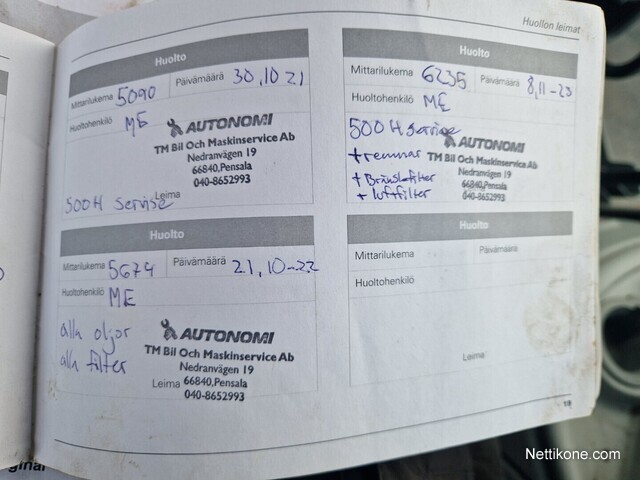 Huollon leimat
Huolto
Mittarilukema 5090 Päivämäärä 30,10 21
Huoltohenkilö ME
AUTONOMI
TM Bil Och Maskinservice Ab
Nedranvägen 19
66840,Pensala
040-8652993
Leima
500H Servise
Huolto
Mittarilukema 6235 Päivämäärä 8,11-23
Huoltohenkilö ME
500H Servise
+ remmar
+ Bränslefilter
+ luftfilter
AUTONOMI
TM Bil Och Maskinservice Ab
Nedranvägen 19
66840,Pensala
040-8652993
Huolto
Mittarilukema 5674 Päivämäärä 21,10-22
Huoltohenkilö ME
alla oljor
alla filter
AUTONOMI
TM Bil Och Maskinservice Ab
Nedranvägen 19
Leima 66840,Pensala
040-8652993
Huolto
Mittarilukema Päivämäärä
Huoltohenkilö
Leima
19
Nettikone.com